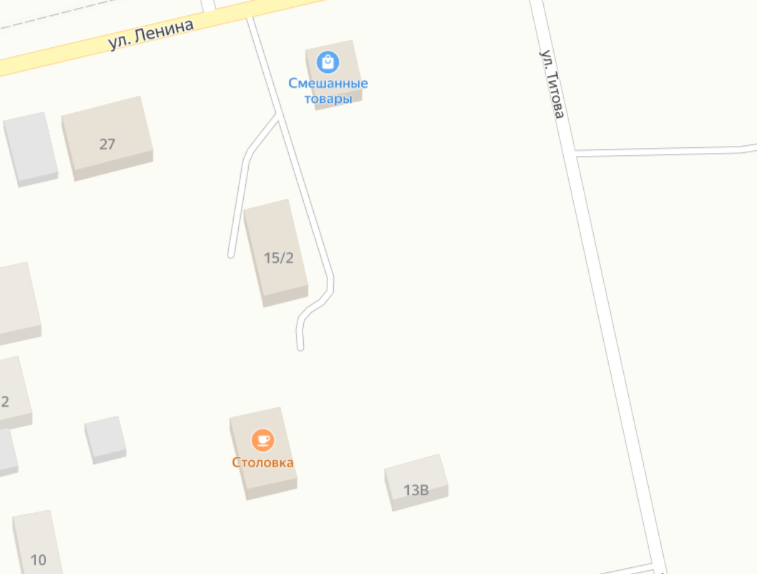 ул. Ленина
ул. Титова
Смешанные
товары
27
15/2
2
Столовка
13В
10